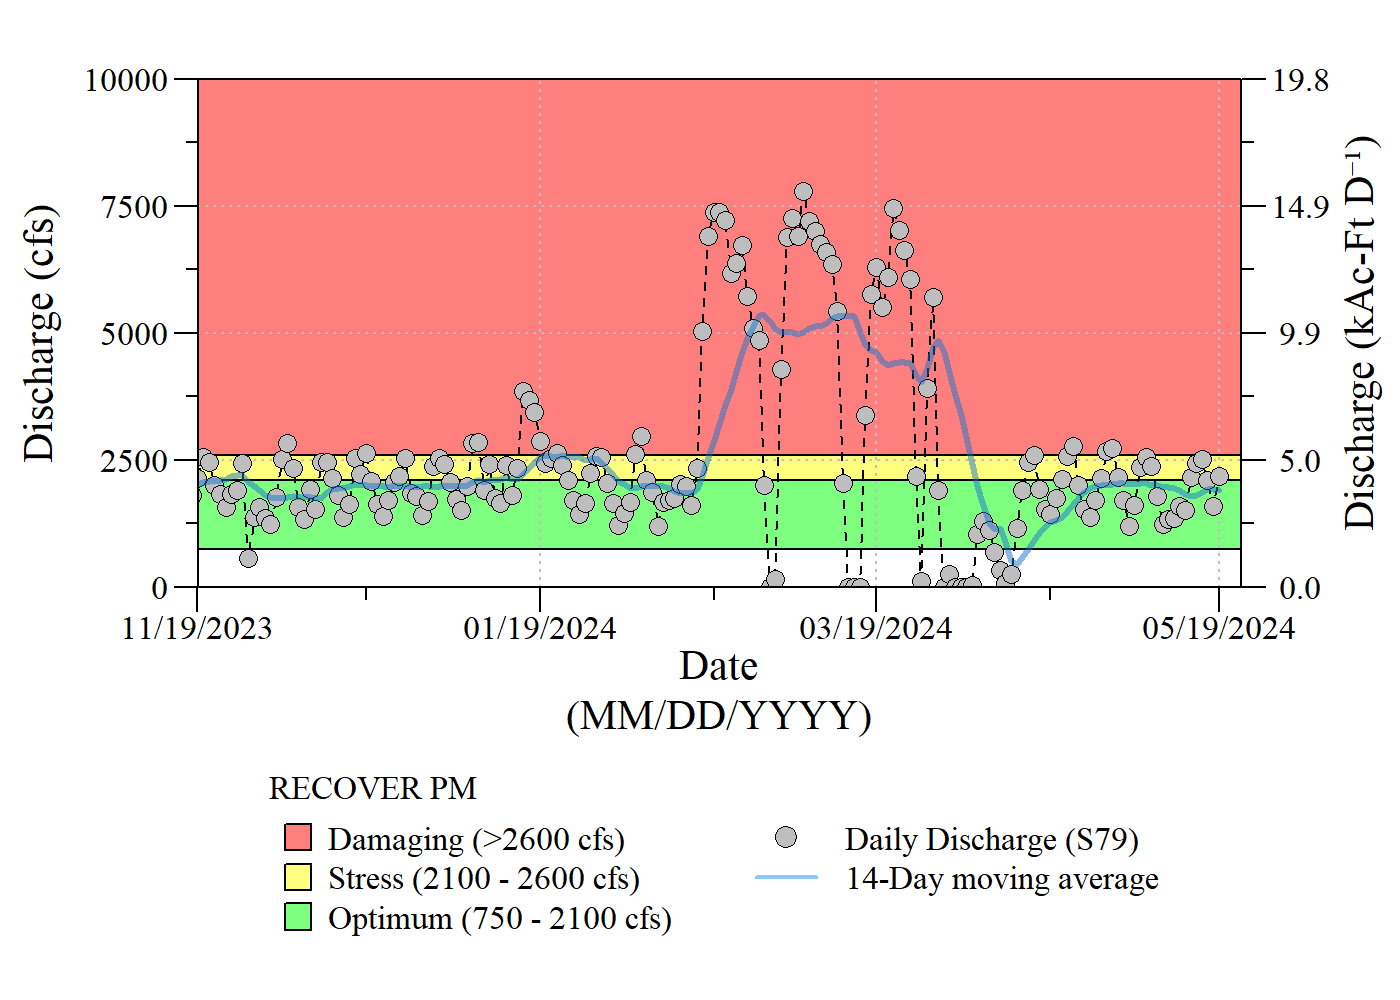 10000
7500
5000
2500
0
Discharge (cfs)
19.8
14.9
9.9
5.0
0.0
Discharge (kAc-Ft D⁻¹)
11/19/2023
01/19/2024
03/19/2024
05/19/2024
Date
(MM/DD/YYYY)
RECOVER PM
Damaging (>2600 cfs)
Stress (2100 - 2600 cfs)
Optimum (750 - 2100 cfs)
Daily Discharge (S79)
14-Day moving average